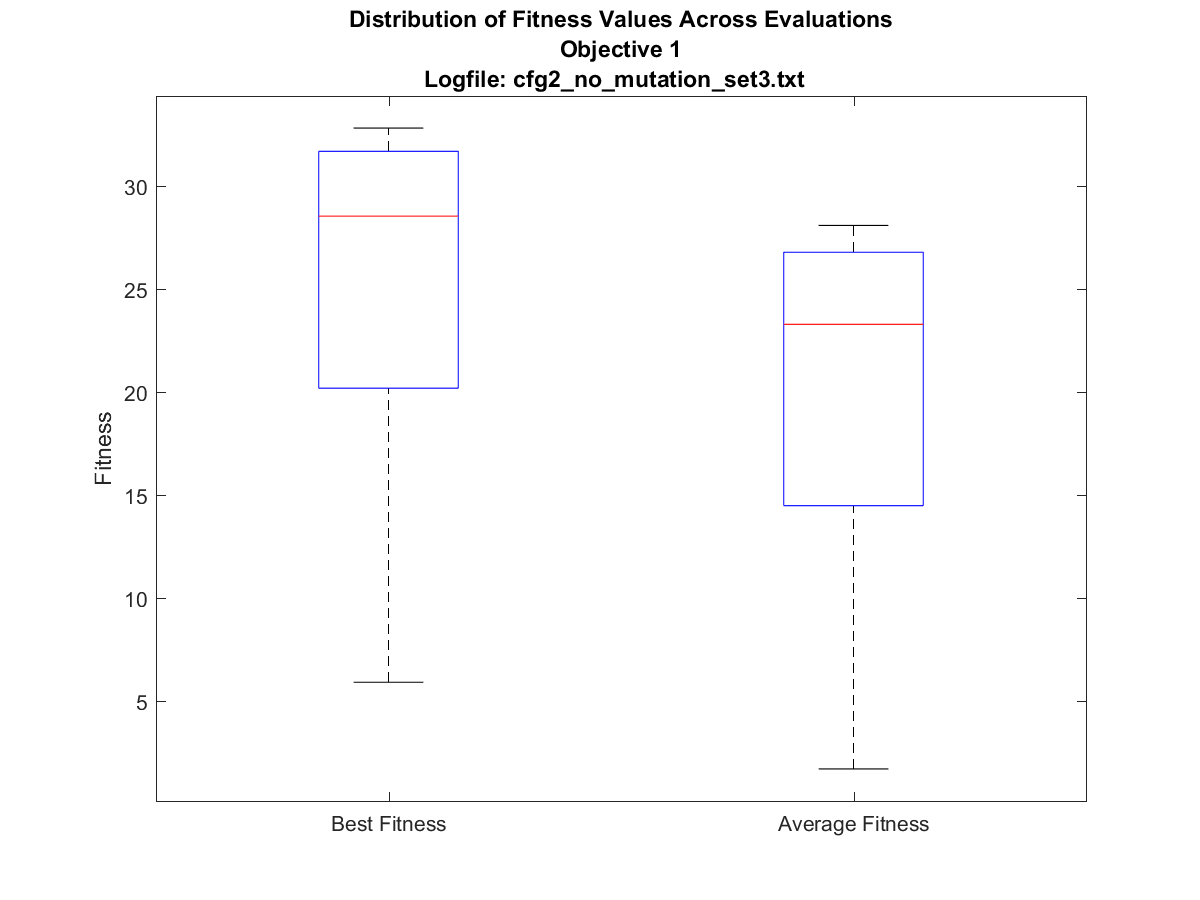 Distribution of Fitness Values Across Evaluations
Objective 1
Logfile: cfg2_no_mutation_set3.txt
30
25
20
15
10
5
Fitness
Best Fitness
Average Fitness